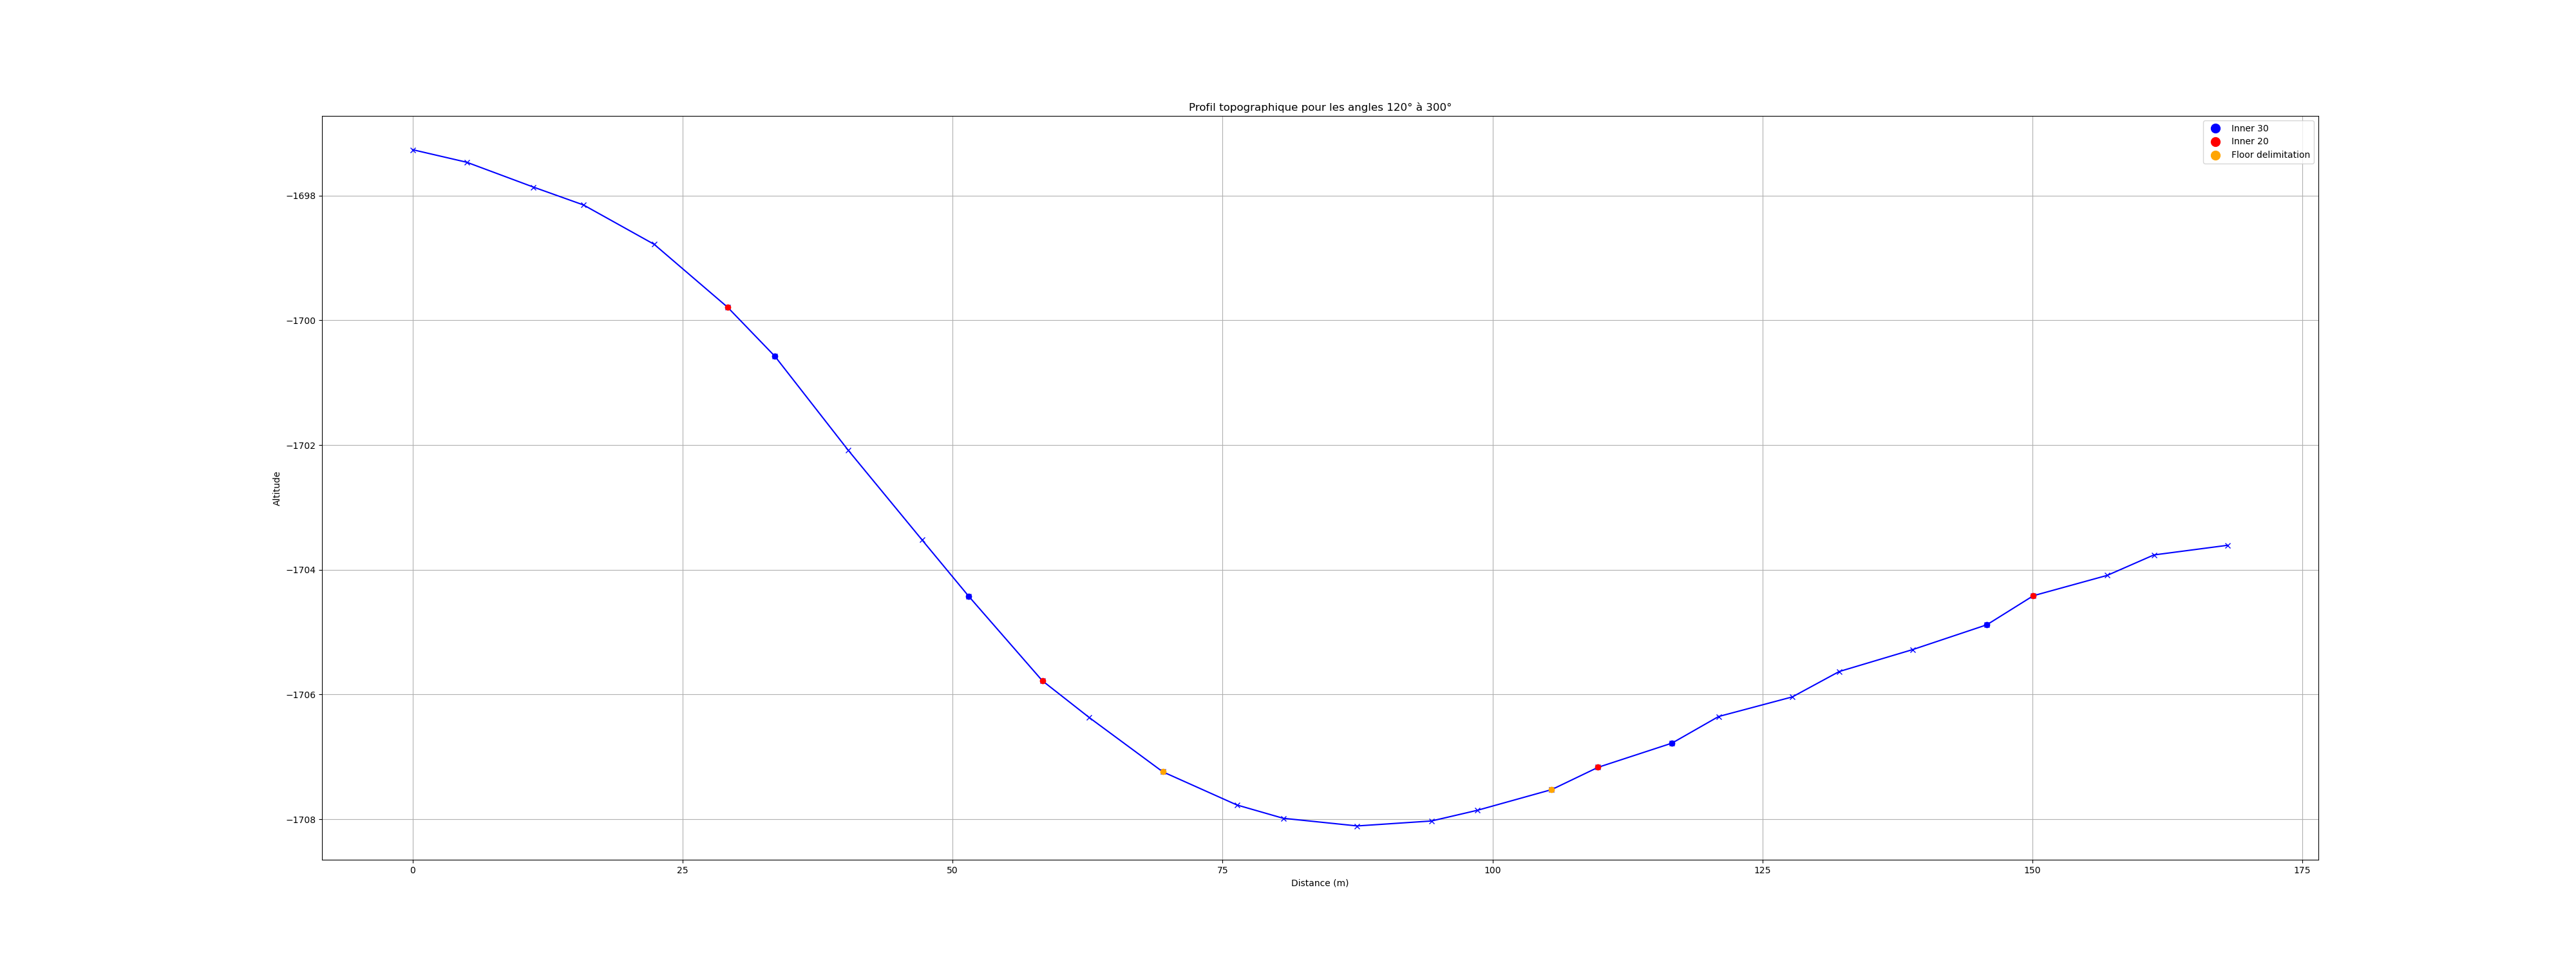 Profil topographique pour les angles 120° à 300°
Inner 30
Inner 20
Floor delimitation
Altitude
−1698
−1700
−1702
−1704
−1706
−1708
0 25 50 75 100 125 150 175
Distance (m)